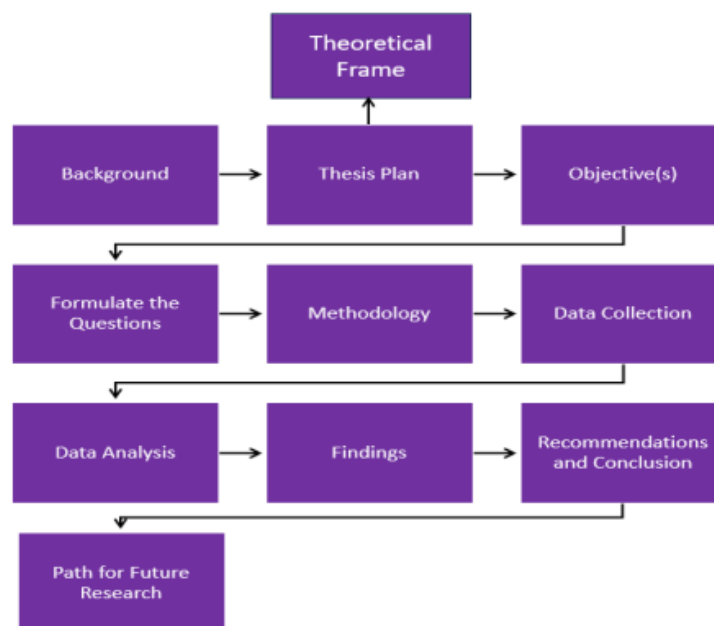 Theoretical
Frame
Background
Thesis Plan
Objective(s)
Formulate the
Questions
Methodology
Data Collection
Data Analysis
Findings
Recommendations
and Conclusion
Path for Future
Research